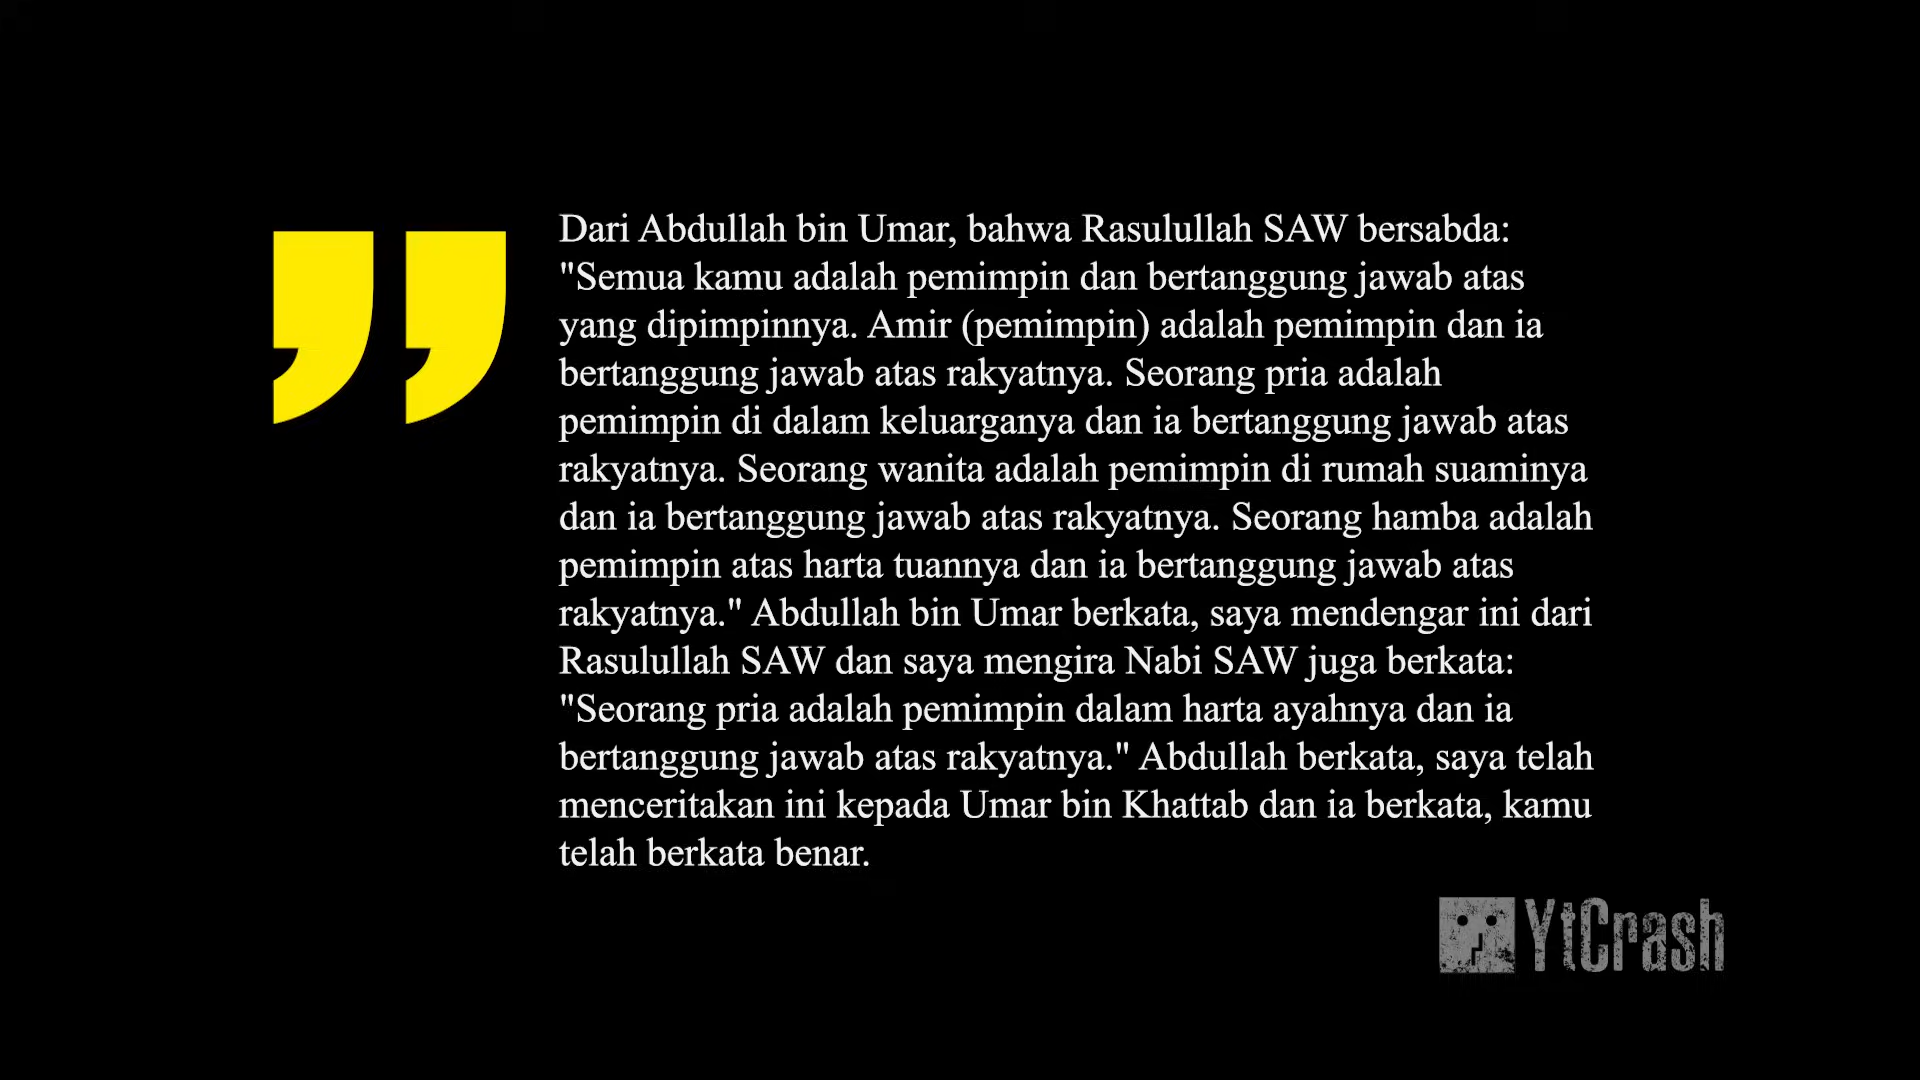 Dari Abdullah bin Umar, bahwa Rasulullah SAW bersabda:
"Semua kamu adalah pemimpin dan bertanggung jawab atas
yang dipimpinnya. Amir (pemimpin) adalah pemimpin dan ia
bertanggung jawab atas rakyatnya. Seorang pria adalah
pemimpin di dalam keluarganya dan ia bertanggung jawab atas
rakyatnya. Seorang wanita adalah pemimpin di rumah suaminya
dan ia bertanggung jawab atas rakyatnya. Seorang hamba adalah
pemimpin atas harta tuannya dan ia bertanggung jawab atas
rakyatnya." Abdullah bin Umar berkata, saya mendengar ini dari
Rasulullah SAW dan saya mengira Nabi SAW juga berkata:
"Seorang pria adalah pemimpin dalam harta ayahnya dan ia
bertanggung jawab atas rakyatnya." Abdullah berkata, saya telah
menceritakan ini kepada Umar bin Khattab dan ia berkata, kamu
telah berkata benar.
YtCrash